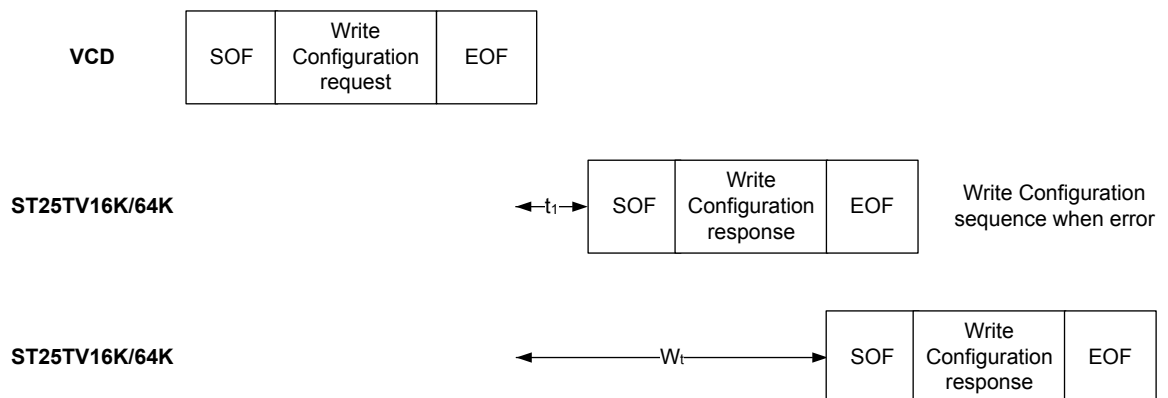 VCD
SOF
Write
Configuration
request
EOF
ST25TV16K/64K
t1
SOF
Write
Configuration
response
EOF
Write Configuration
sequence when error
ST25TV16K/64K
Wt
SOF
Write
Configuration
response
EOF